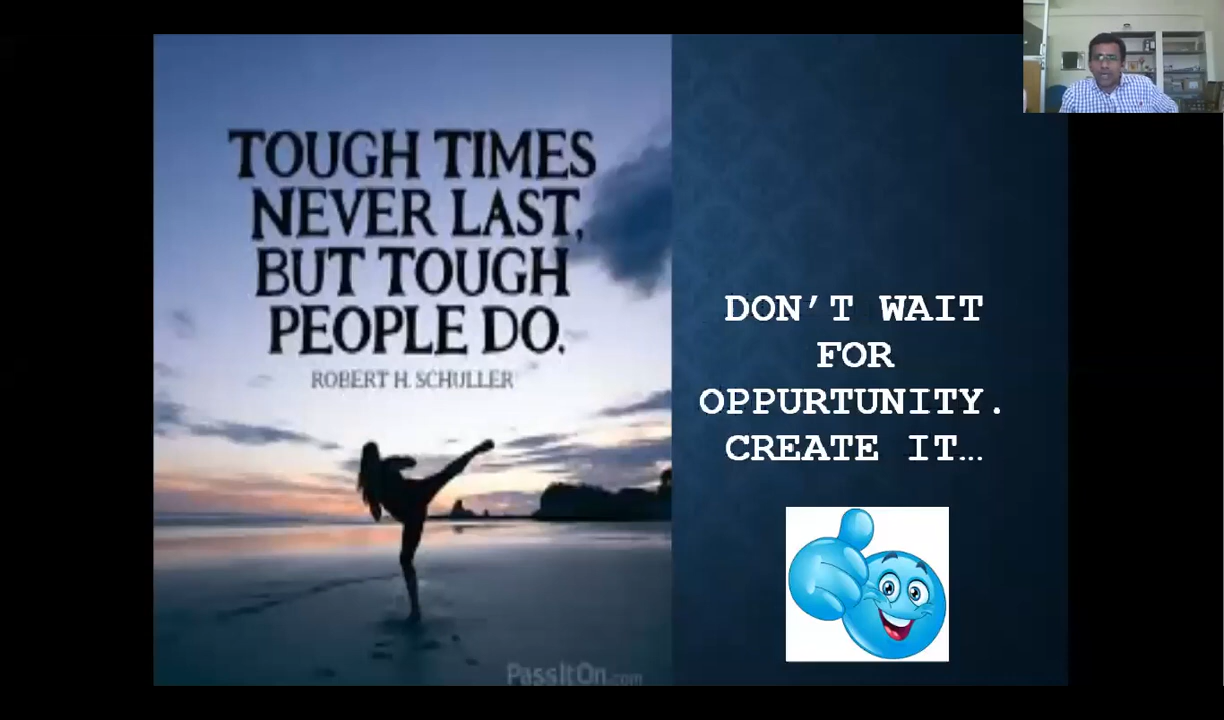 TOUGH TIMES
NEVER LAST,
BUT TOUGH
PEOPLE DO.
ROBERT H. SCHULLER
PassItOn.com
DON'T WAIT
FOR
OPPURTUNITY.
CREATE IT…